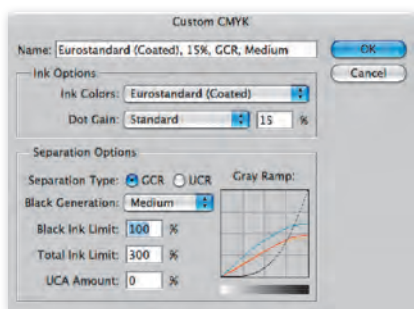 Custom CMYK
Name: Eurostandard (Coated), 15%, GCR, Medium
OK
Cancel
Ink Options
Ink Colors: Eurostandard (Coated)
Dot Gain: Standard 15 %
Separation Options
Separation Type: GCR UCR Gray Ramp:
Black Generation: Medium
Black Ink Limit: 100 %
Total Ink Limit: 300 %
UCA Amount: 0 %